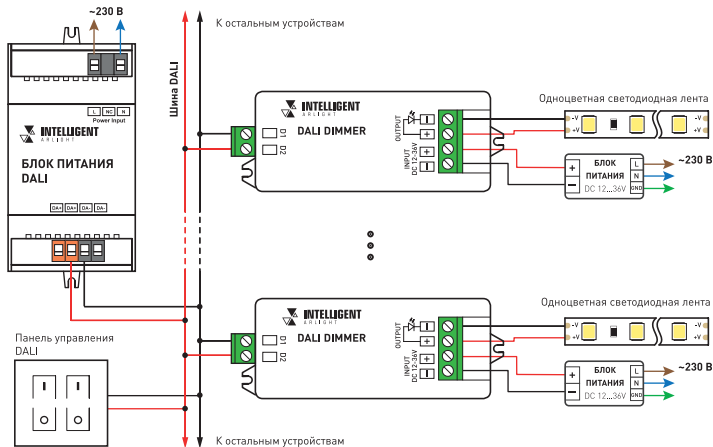 ~230 В
К остальным устройствам
Шина DALI
L NC N
Power Input
INTELLIGENT
ARLIGHT
БЛОК ПИТАНИЯ
DALI
DA+ DA+ DA- DA-
INTELLIGENT
ARLIGHT
DALI DIMMER
D1
D2
OUTPUT
INPUT
DC 12-36V
Одноцветная светодиодная лента
-V
+V
-V
+V
БЛОК
ПИТАНИЯ
DC 12...36V
L
N
GND
~230 В
INTELLIGENT
ARLIGHT
DALI DIMMER
D1
D2
OUTPUT
INPUT
DC 12-36V
Одноцветная светодиодная лента
-V
+V
-V
+V
БЛОК
ПИТАНИЯ
DC 12...36V
L
N
GND
~230 В
Панель управления
DALI
К остальным устройствам